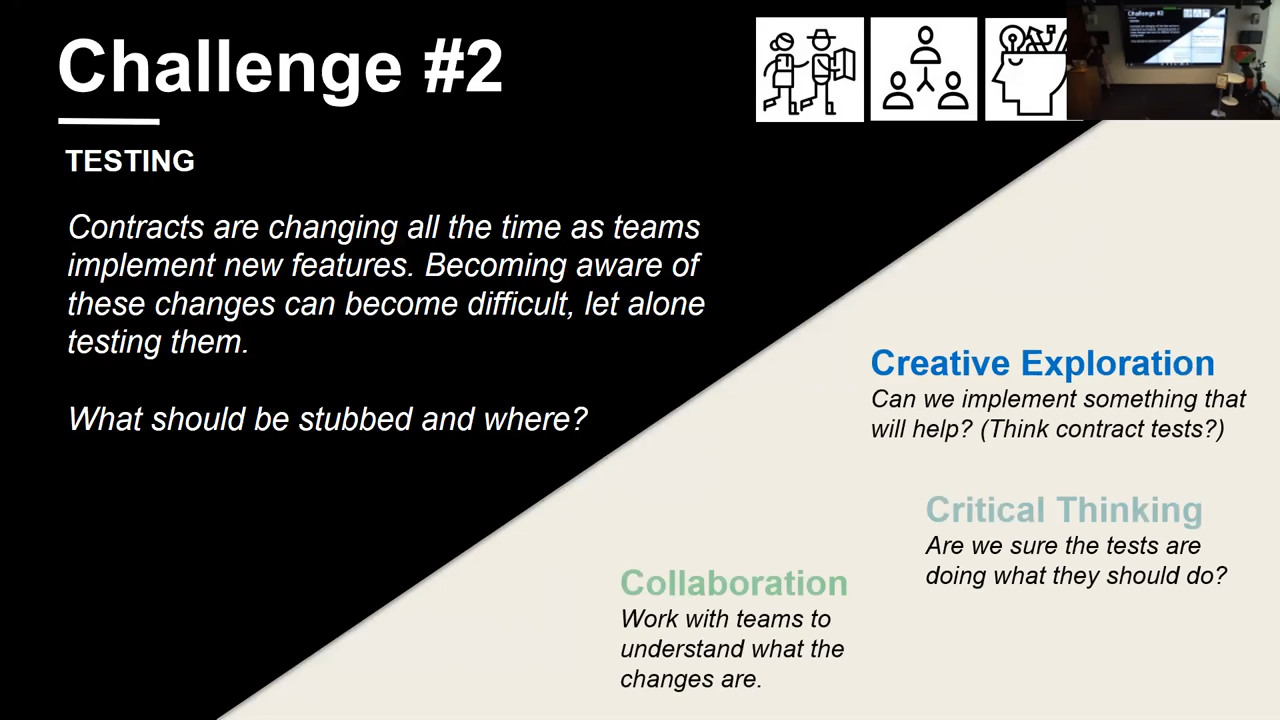 Challenge #2
TESTING
Contracts are changing all the time as teams
implement new features. Becoming aware of
these changes can become difficult, let alone
testing them.
What should be stubbed and where?
Creative Exploration
Can we implement something that
will help? (Think contract tests?)
Critical Thinking
Are we sure the tests are
doing what they should do?
Collaboration
Work with teams to
understand what the
changes are.
Challenge #2